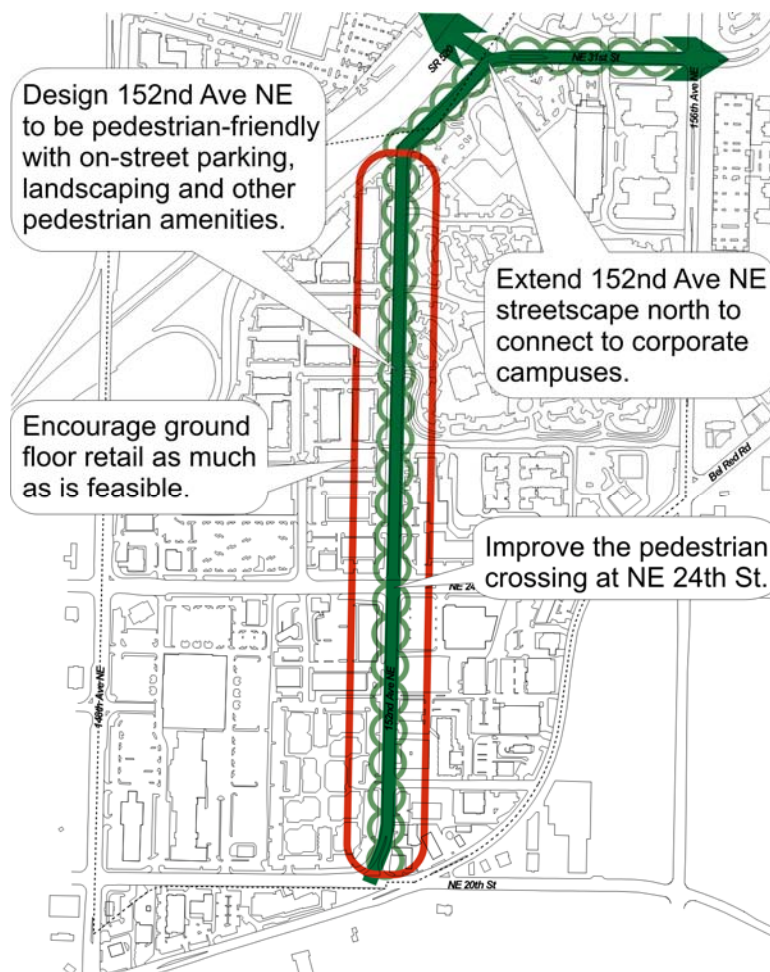 SR 520
NE 31st St
156th Ave NE
Design 152nd Ave NE
to be pedestrian-friendly
with on-street parking,
landscaping and other
pedestrian amenities.
Extend 152nd Ave NE
streetscape north to
connect to corporate
campuses.
Encourage ground
floor retail as much
as is feasible.
Bel Red Rd
Improve the pedestrian
crossing at NE 24th St.
NE 24
148th Ave NE
152nd Ave NE
NE 20th St